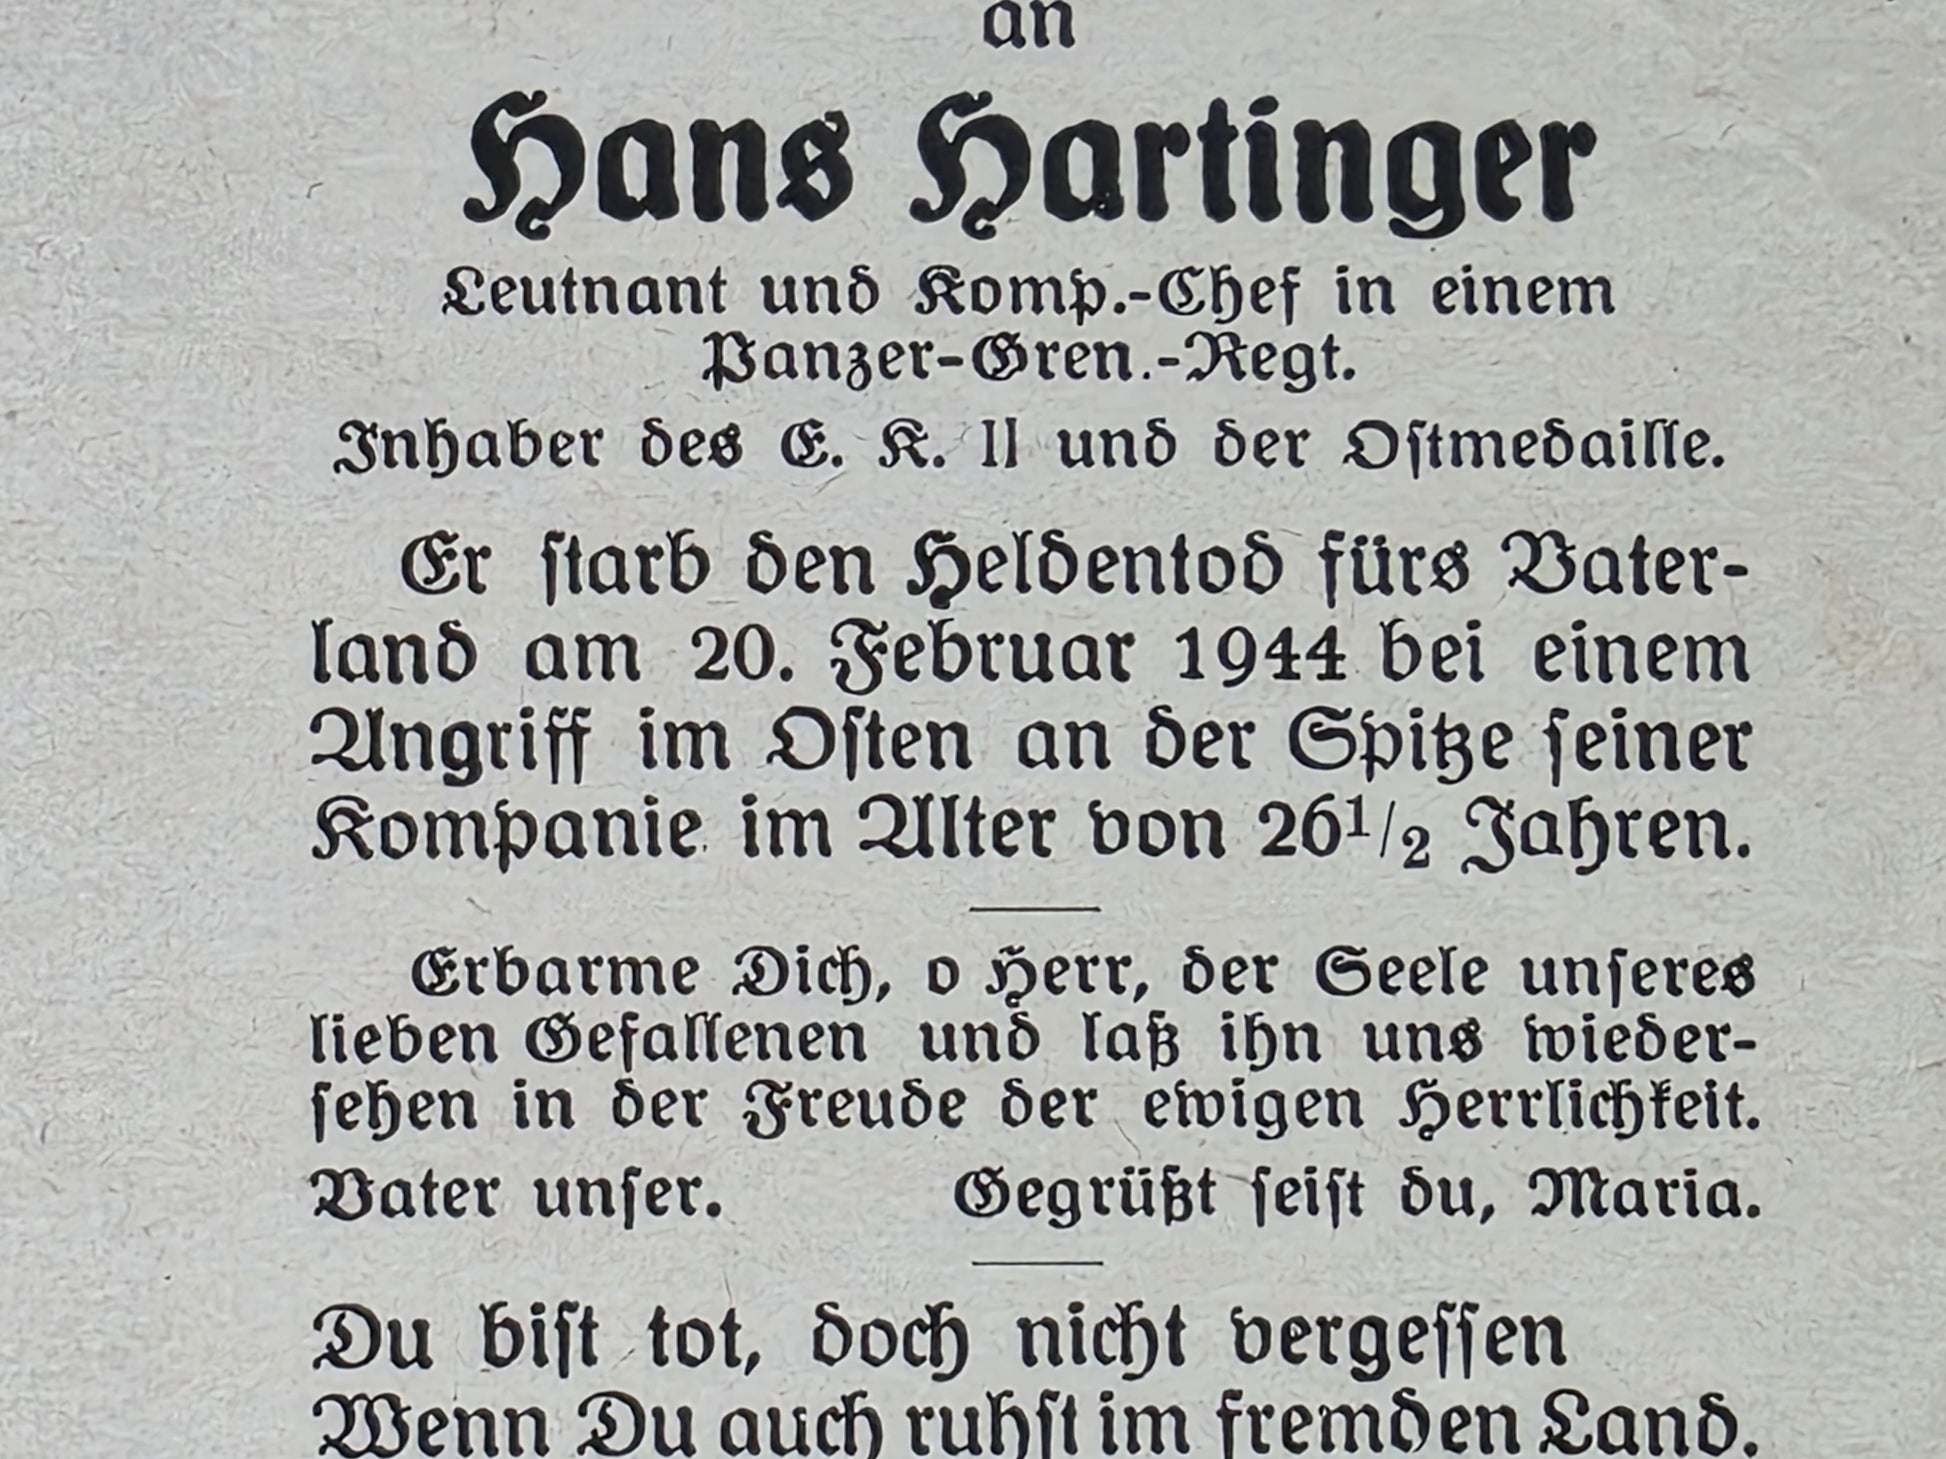 an
Hans Hartinger
Leutnant und Komp.-Chef in einem
Panzer-Gren.-Regt.
Inhaber des E. K. II und der Oſtmedaille.
Er ſtarb den Heldentod fürs Vater-
land am 20. Februar 1944 bei einem
Angriff im Oſten an der Spitze ſeiner
Kompanie im Alter von 26 1/2 Jahren.
Erbarme Dich, o Herr, der Seele unſeres
lieben Gefallenen und laß ihn uns wieder-
ſehen in der Freude der ewigen Herrlichkeit.
Vater unſer. Gegrüßt ſeiſt du, Maria.
Du biſt tot, doch nicht vergeſſen
Wenn Du auch ruhſt im fremden Land.